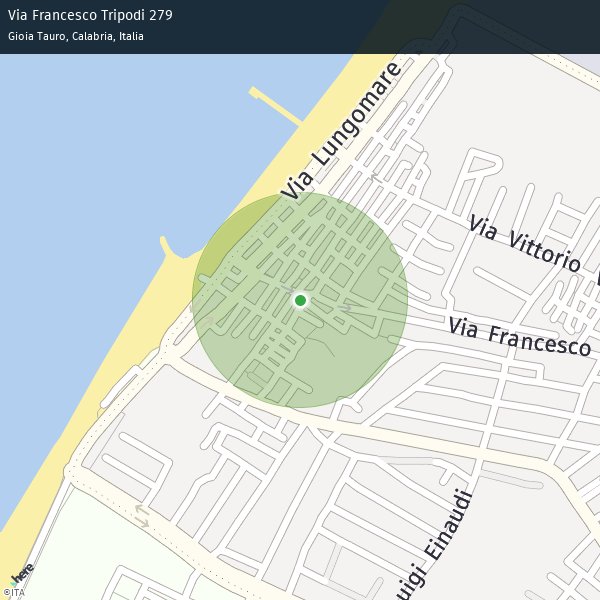 Via Francesco Tripodi 279
Gioia Tauro, Calabria, Italia
Via Lungomare
Via Vittorio
Via Francesco
uigi Einaudi
here
©ITA